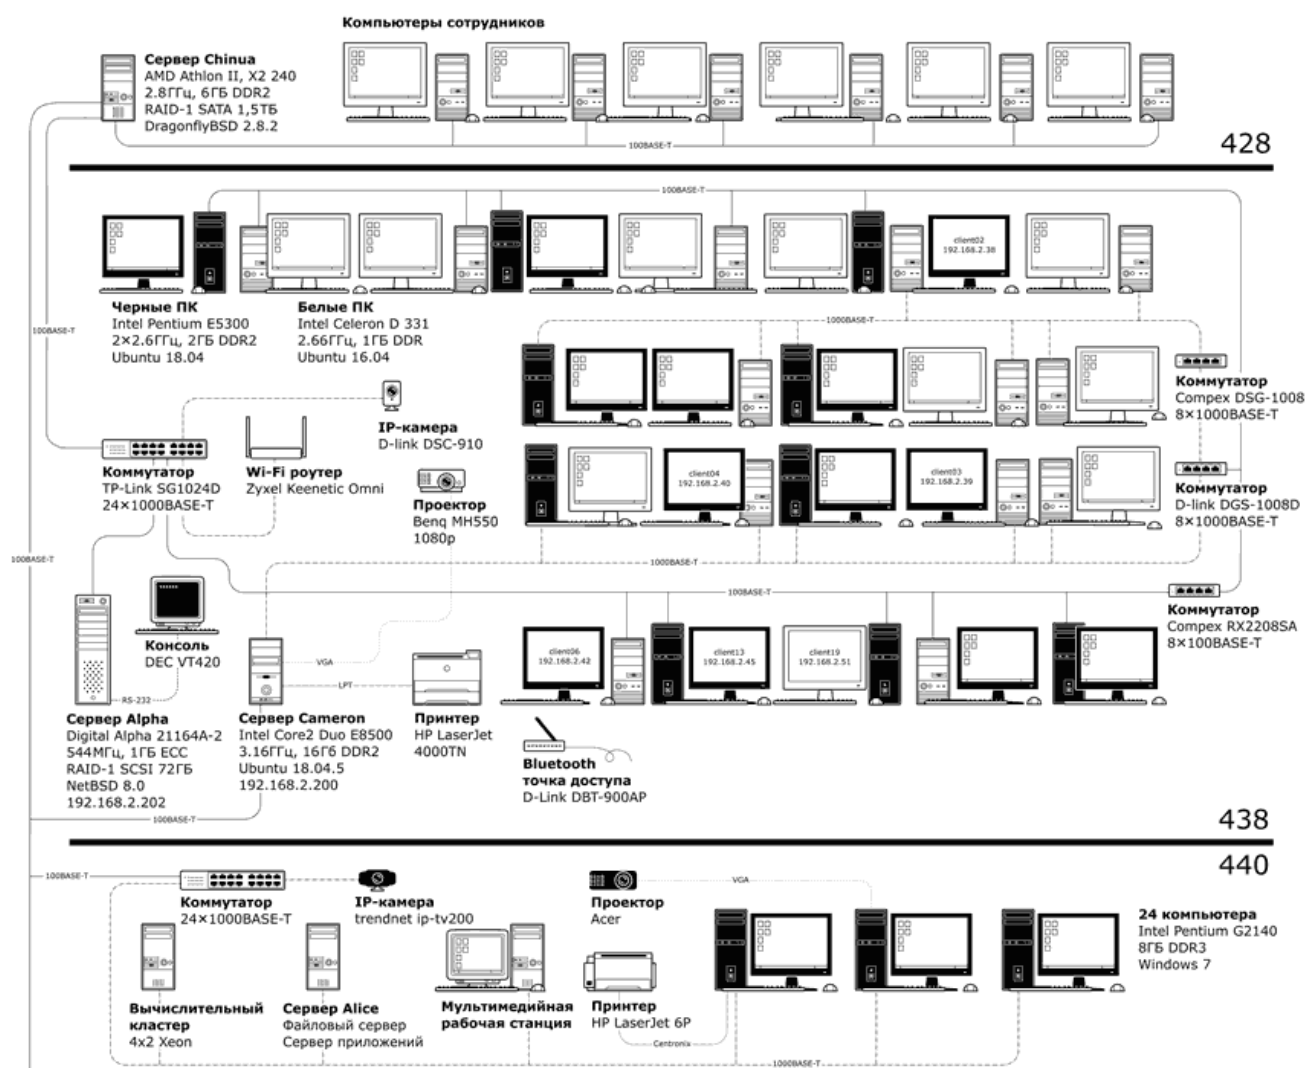 Компьютеры сотрудников
Сервер Chinua
AMD Athlon II, X2 240
2.8ГГц, 6ГБ DDR2
RAID-1 SATA 1,5ТБ
DragonflyBSD 2.8.2
100BASE-T
428
100BASE-T
client02
192.168.2.38
Черные ПК
Intel Pentium E5300
2×2.6ГГц, 2ГБ DDR2
Ubuntu 18.04
Белые ПК
Intel Celeron D 331
2.66ГГц, 1ГБ DDR
Ubuntu 16.04
100BASE-T
1000BASE-T
Коммутатор
Compex DSG-1008
8×1000BASE-T
IP-камера
D-link DSC-910
Коммутатор
TP-Link SG1024D
24×1000BASE-T
Wi-Fi роутер
Zyxel Keenetic Omni
Проектор
Benq MH550
1080p
client04
192.168.2.40
client03
192.168.2.39
Коммутатор
D-link DGS-1008D
8×1000BASE-T
100BASE-T
1000BASE-T
100BASE-T
Коммутатор
Compex RX2208SA
8×100BASE-T
Консоль
DEC VT420
RS-232
VGA
LPT
client06
192.168.2.42
client13
192.168.2.45
client19
192.168.2.51
Сервер Alpha
Digital Alpha 21164A-2
544МГц, 1ГБ ECC
RAID-1 SCSI 72ГБ
NetBSD 8.0
192.168.2.202
Сервер Cameron
Intel Core2 Duo E8500
3.16ГГц, 16Гб DDR2
Ubuntu 18.04.5
192.168.2.200
Принтер
HP LaserJet
4000TN
Bluetooth
точка доступа
D-Link DBT-900AP
100BASE-T
438
440
100BASE-T
Коммутатор
24×1000BASE-T
IP-камера
trendnet ip-tv200
Проектор
Acer
VGA
24 компьютера
Intel Pentium G2140
8ГБ DDR3
Windows 7
Вычислительный
кластер
4x2 Xeon
Сервер Alice
Файловый сервер
Сервер приложений
Мультимедийная
рабочая станция
Принтер
HP LaserJet 6P
Centronix
1000BASE-T